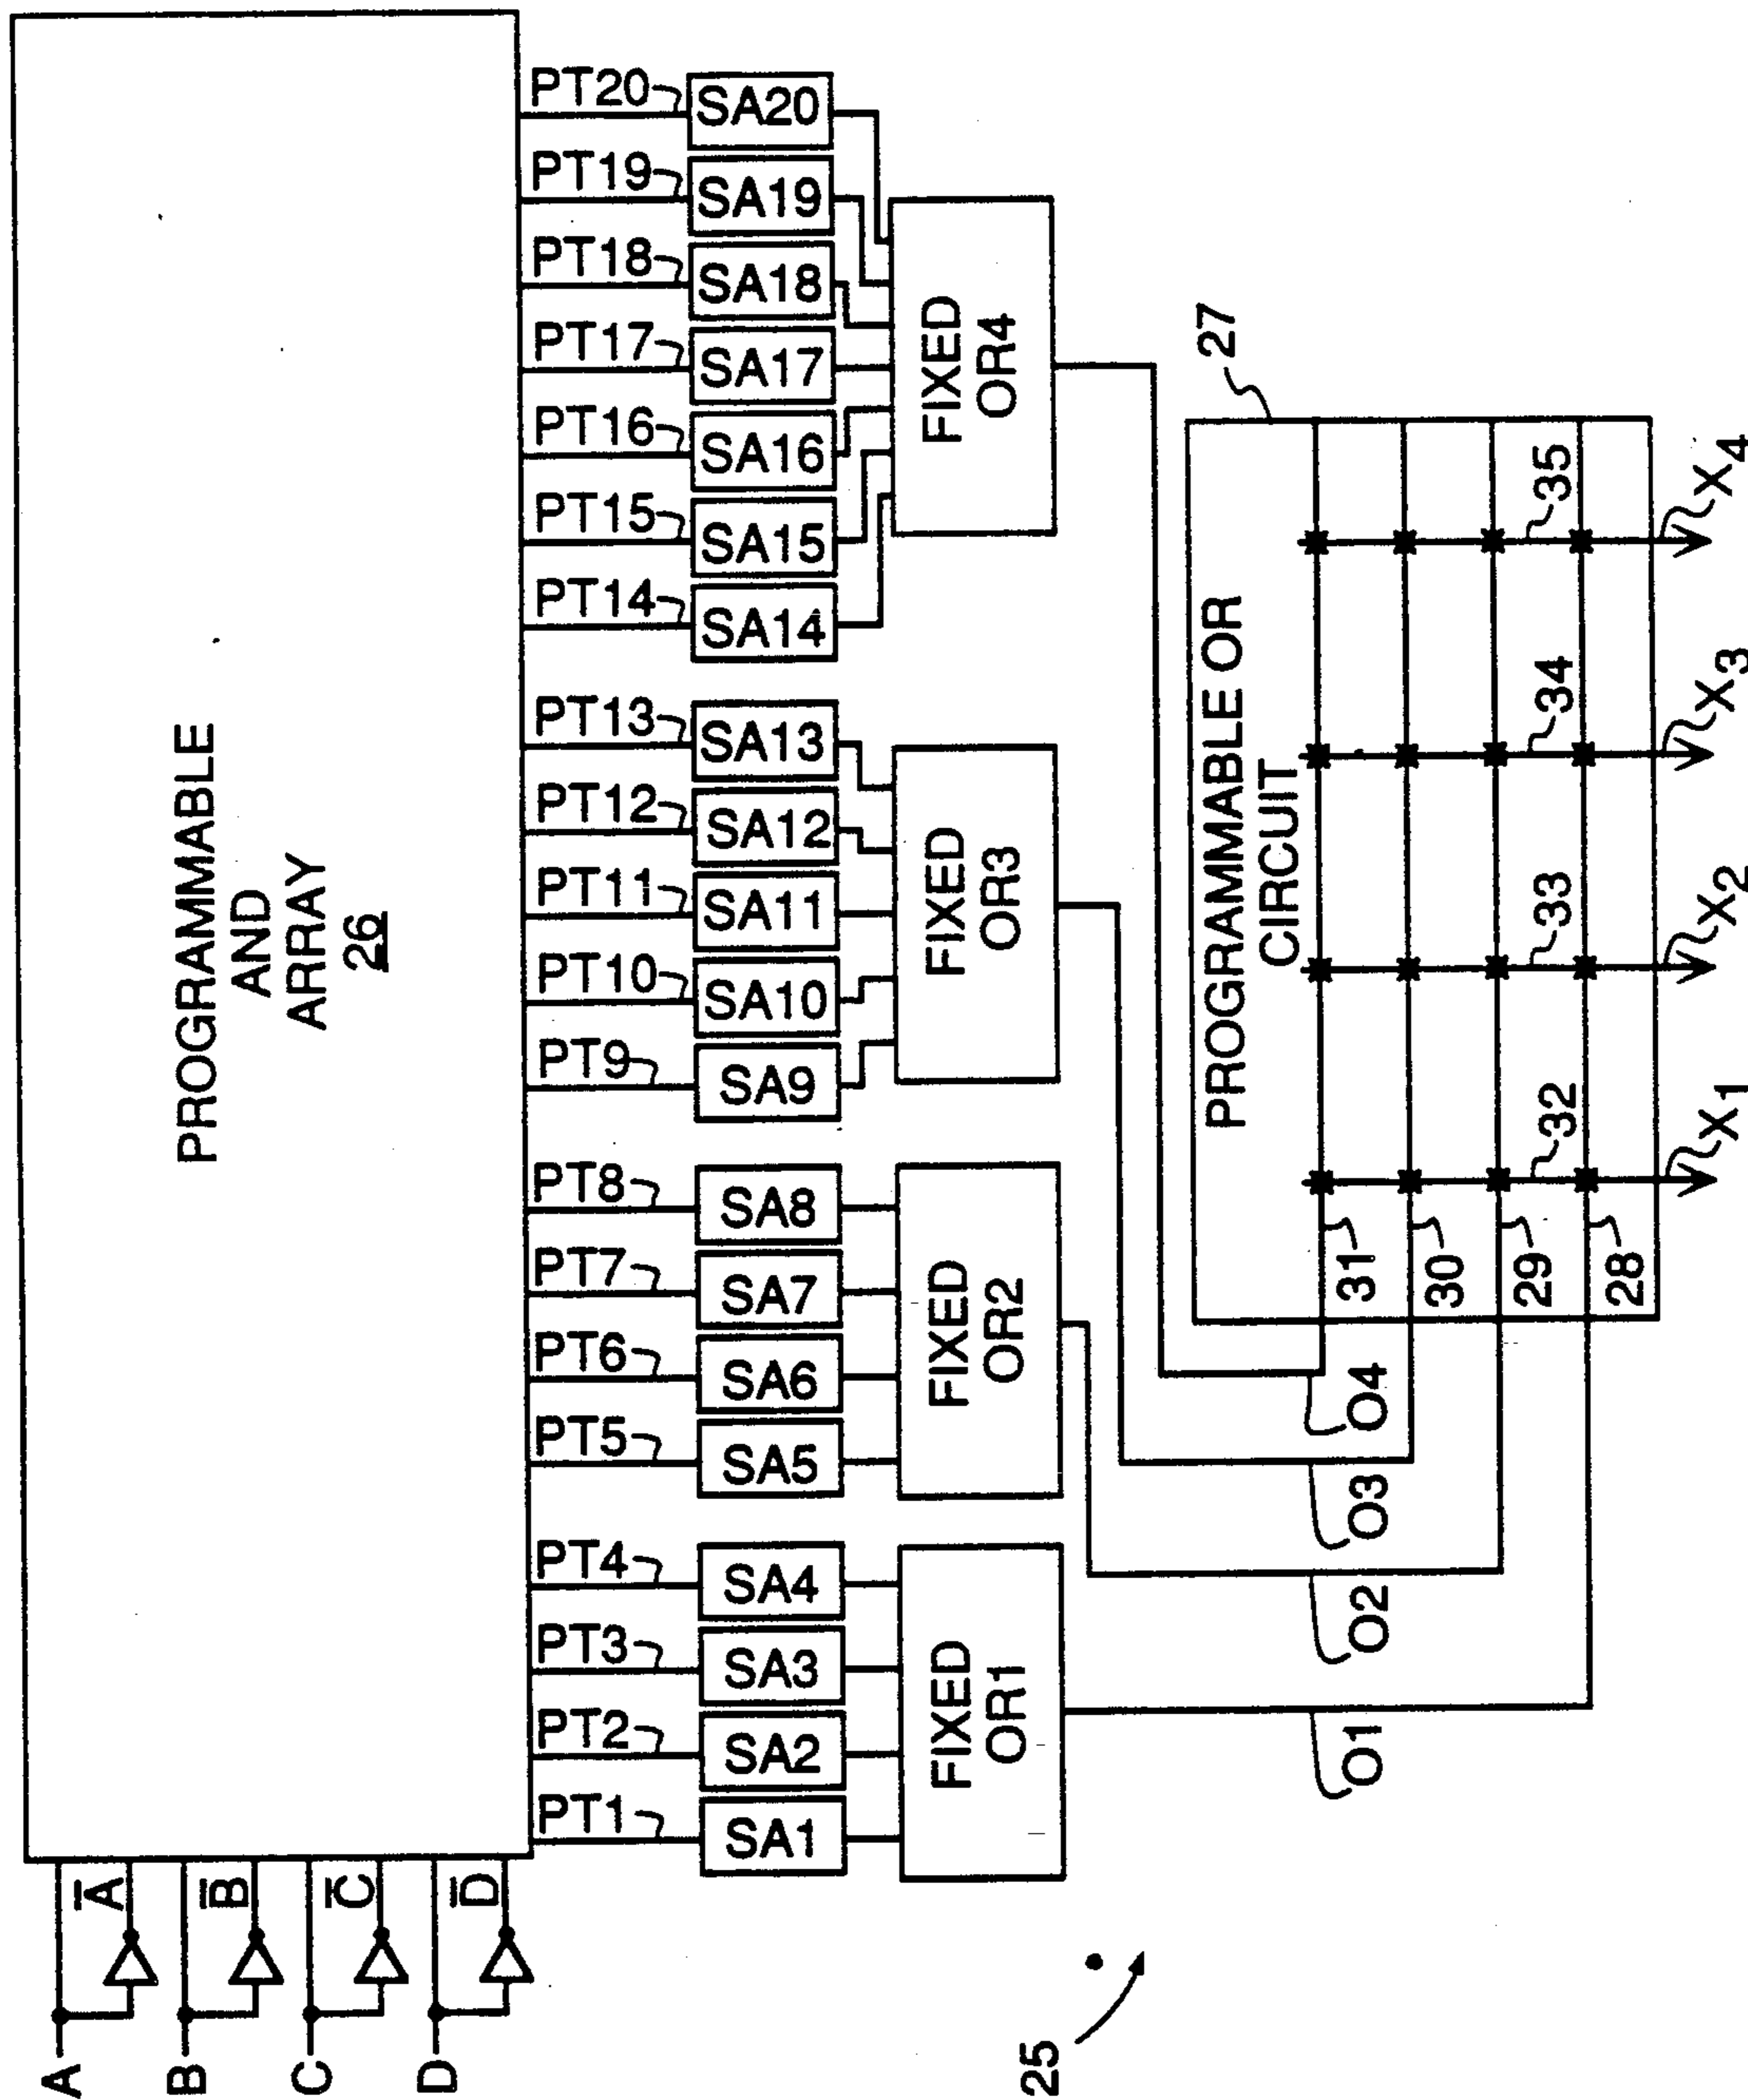 PROGRAMMABLE
AND
ARRAY
26
A
A̅
B
B̅
C
C̅
D
D̅
PT1
PT2
PT3
PT4
PT5
PT6
PT7
PT8
PT9
PT10
PT11
PT12
PT13
PT14
PT15
PT16
PT17
PT18
PT19
PT20
SA1
SA2
SA3
SA4
SA5
SA6
SA7
SA8
SA9
SA10
SA11
SA12
SA13
SA14
SA15
SA16
SA17
SA18
SA19
SA20
FIXED
OR1
FIXED
OR2
FIXED
OR3
FIXED
OR4
O1
O2
O3
O4
PROGRAMMABLE OR
CIRCUIT
27
31
30
29
28
32
33
34
35
X1
X2
X3
X4
25